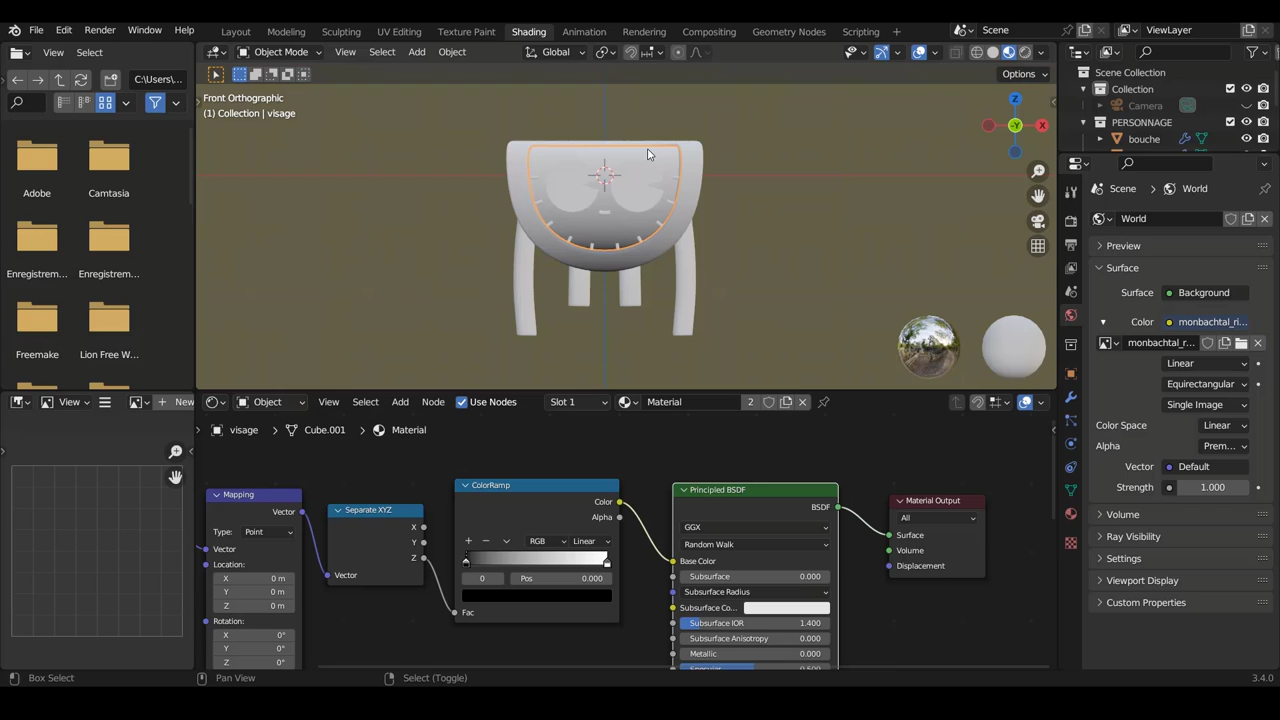 File Edit Render Window Help
Layout Modeling Sculpting UV Editing Shading Animation Rendering Compositing Geometry Nodes Scripting +
Scene
ViewLayer
View Select
Object Mode View Select Add Object
Global
Options
C:\Users\...
Front Orthographic
(1) Collection | visage
Z
X
-Y
Adobe
Camtasia
Enregistrem...
Enregistrem...
Freemake
Lion Free W...
Scene Collection
Collection
Camera
PERSONNAGE
bouche
Scene > World
World
Preview
Surface
Surface Background
Color monbachtal_ri...
monbachtal_r...
Linear
Equirectangular
Single Image
Color Space Linear
Alpha Prem...
Vector Default
Strength 1.000
Volume
Ray Visibility
Settings
Viewport Display
Custom Properties
View
New
Object View Select Add Node Use Nodes Slot 1 Material 2
visage > Cube.001 > Material
Mapping
Vector
Type: Point
Vector
Location:
X 0 m
Y 0 m
Z 0 m
Rotation:
X 0°
Y 0°
Z 0°
Separate XYZ
X
Y
Z
Vector
ColorRamp
Color
Alpha
RGB Linear
0 Pos 0.000
Fac
Principled BSDF
BSDF
GGX
Random Walk
Base Color
Subsurface 0.000
Subsurface Radius
Subsurface Co...
Subsurface IOR 1.400
Subsurface Anisotropy 0.000
Metallic 0.000
Specular 0.500
Material Output
All
Surface
Volume
Displacement
Box Select
Pan View
Select (Toggle)
3.4.0